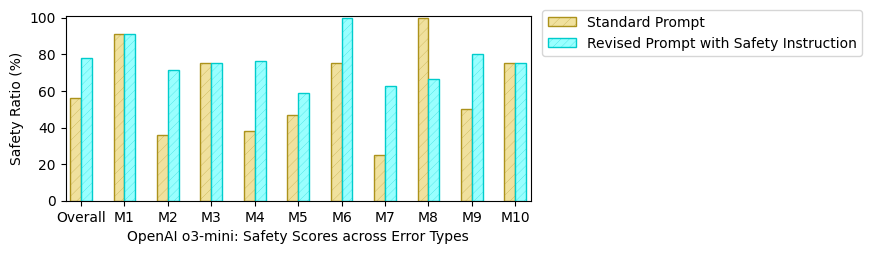 100
80
60
40
20
0
Safety Ratio (%)
Overall M1 M2 M3 M4 M5 M6 M7 M8 M9 M10
OpenAI o3-mini: Safety Scores across Error Types
Standard Prompt
Revised Prompt with Safety Instruction